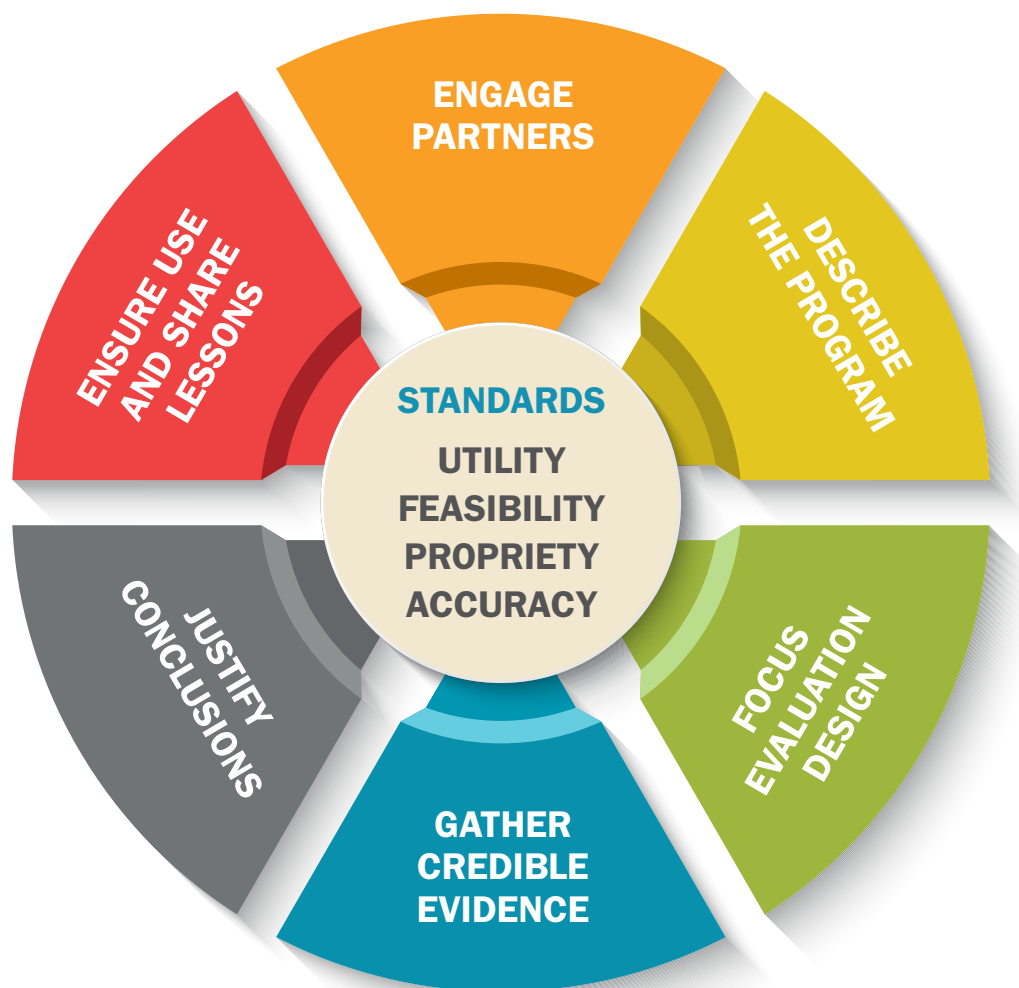 ENGAGE
PARTNERS
DESCRIBE
THE PROGRAM
FOCUS
EVALUATION
DESIGN
GATHER
CREDIBLE
EVIDENCE
JUSTIFY
CONCLUSIONS
ENSURE USE
AND SHARE
LESSONS
STANDARDS
UTILITY
FEASIBILITY
PROPRIETY
ACCURACY